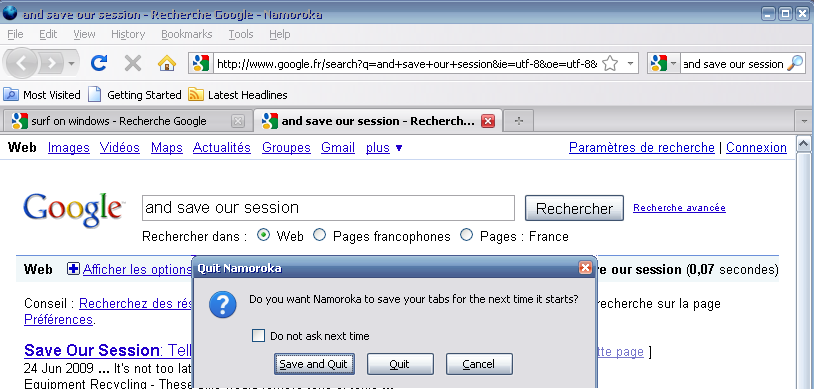 and save our session - Recherche Google - Namoroka
File Edit View History Bookmarks Tools Help
http://www.google.fr/search?q=and+save+our+session&ie=utf-8&oe=utf-8& and save our session
Most Visited Getting Started Latest Headlines
surf on windows - Recherche Google and save our session - Recherch...
Web Images Vidéos Maps Actualités Groupes Gmail plus ▼ Paramètres de recherche | Connexion
Google and save our session Rechercher Recherche avancée
Rechercher dans : Web Pages francophones Pages : France
Web Afficher les options ve our session (0,07 secondes)
Quit Namoroka
Do you want Namoroka to save your tabs for the next time it starts?
Do not ask next time
Save and Quit Quit Cancel
Conseil : Recherchez des rés recherche sur la page
Préférences.
Save Our Session: Tell tte page ]
24 Jun 2009 ... It's not too lat
Equipment Recycling - These